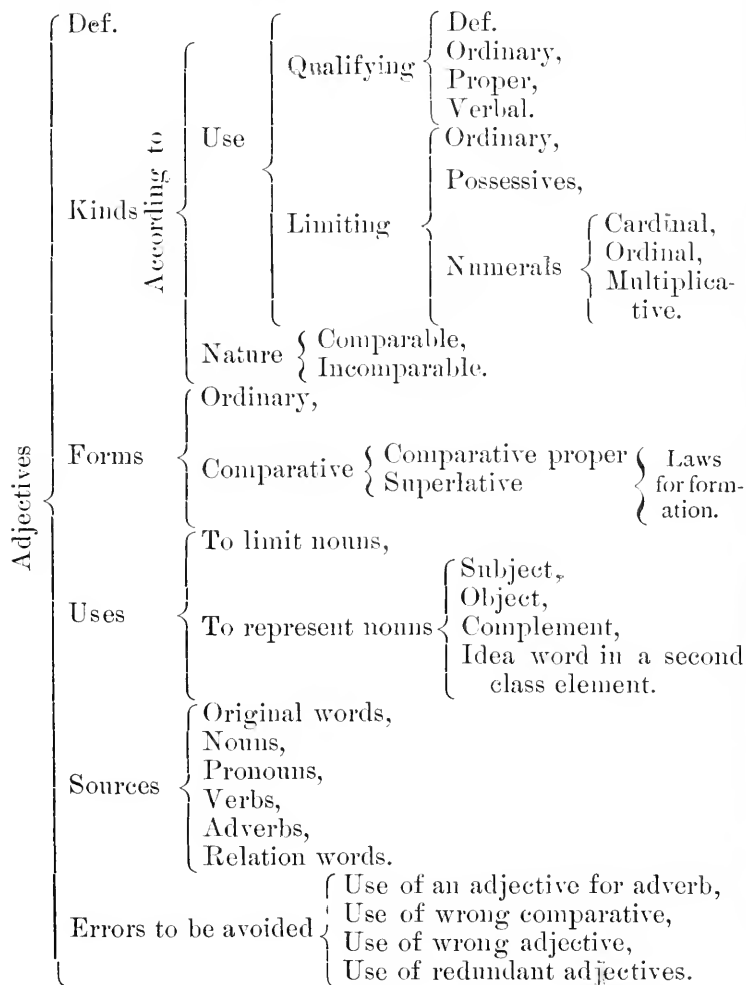 Adjectives
Def.
Kinds
According to
Use
Qualifying
Def.
Ordinary,
Proper,
Verbal.
Limiting
Ordinary,
Possessives,
Numerals
Cardinal,
Ordinal,
Multiplica-
tive.
Nature
Comparable,
Incomparable.
Forms
Ordinary,
Comparative
Comparative proper
Superlative
Laws
for form-
ation.
Uses
To limit nouns,
To represent nouns
Subject,
Object,
Complement,
Idea word in a second
class element.
Sources
Original words,
Nouns,
Pronouns,
Verbs,
Adverbs,
Relation words.
Errors to be avoided
Use of an adjective for adverb,
Use of wrong comparative,
Use of wrong adjective,
Use of redundant adjectives.